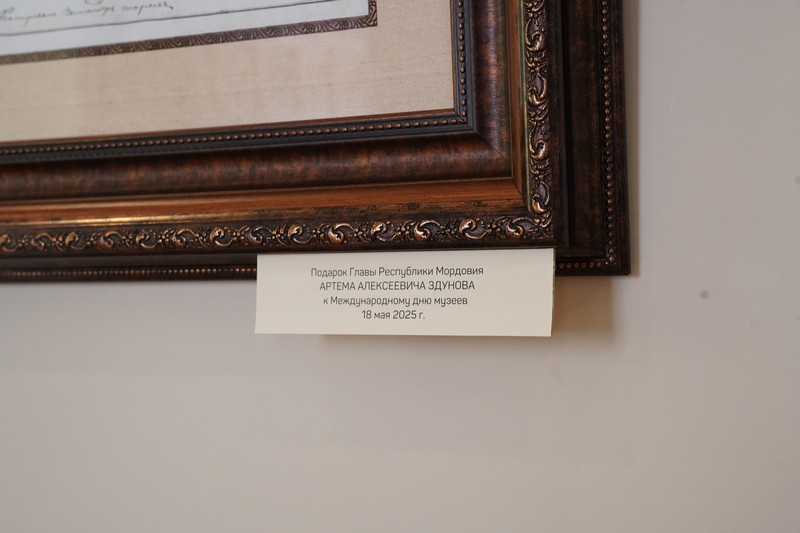 Подарок Главы Республики Мордовия
АРТЕМА АЛЕКСЕЕВИЧА ЗДУНОВА
к Международному дню музеев
18 мая 2025 г.